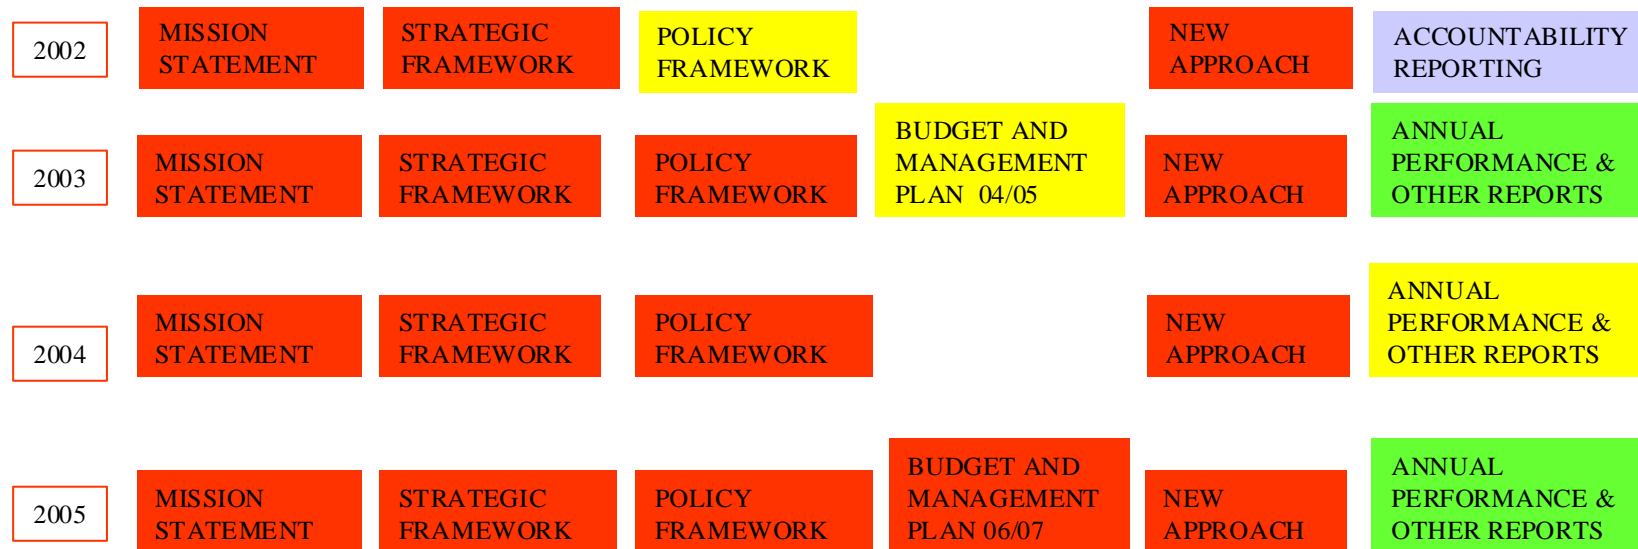 2002
MISSION
STATEMENT
STRATEGIC
FRAMEWORK
POLICY
FRAMEWORK
NEW
APPROACH
ACCOUNTABILITY
REPORTING
2003
MISSION
STATEMENT
STRATEGIC
FRAMEWORK
POLICY
FRAMEWORK
BUDGET AND
MANAGEMENT
PLAN 04/05
NEW
APPROACH
ANNUAL
PERFORMANCE &
OTHER REPORTS
2004
MISSION
STATEMENT
STRATEGIC
FRAMEWORK
POLICY
FRAMEWORK
NEW
APPROACH
ANNUAL
PERFORMANCE &
OTHER REPORTS
2005
MISSION
STATEMENT
STRATEGIC
FRAMEWORK
POLICY
FRAMEWORK
BUDGET AND
MANAGEMENT
PLAN 06/07
NEW
APPROACH
ANNUAL
PERFORMANCE &
OTHER REPORTS